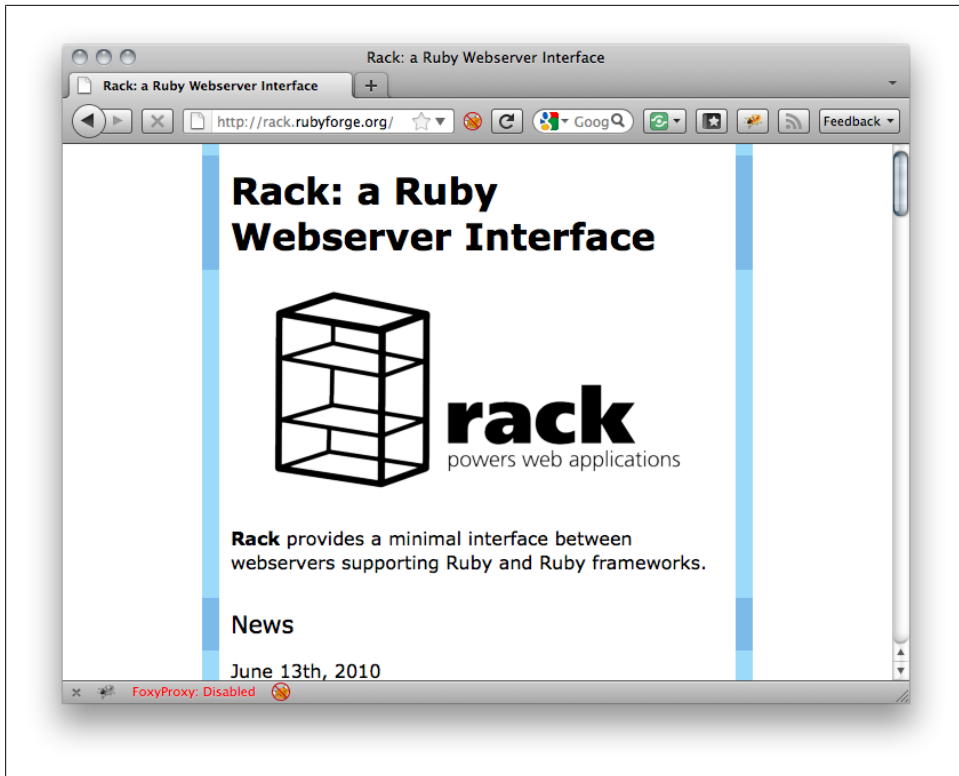 Rack: a Ruby Webserver Interface
Rack: a Ruby Webserver Interface
http://rack.rubyforge.org/
Goog
Feedback
Rack: a Ruby
Webserver Interface
rack
powers web applications
Rack provides a minimal interface between
webservers supporting Ruby and Ruby frameworks.
News
June 13th, 2010
FoxyProxy: Disabled